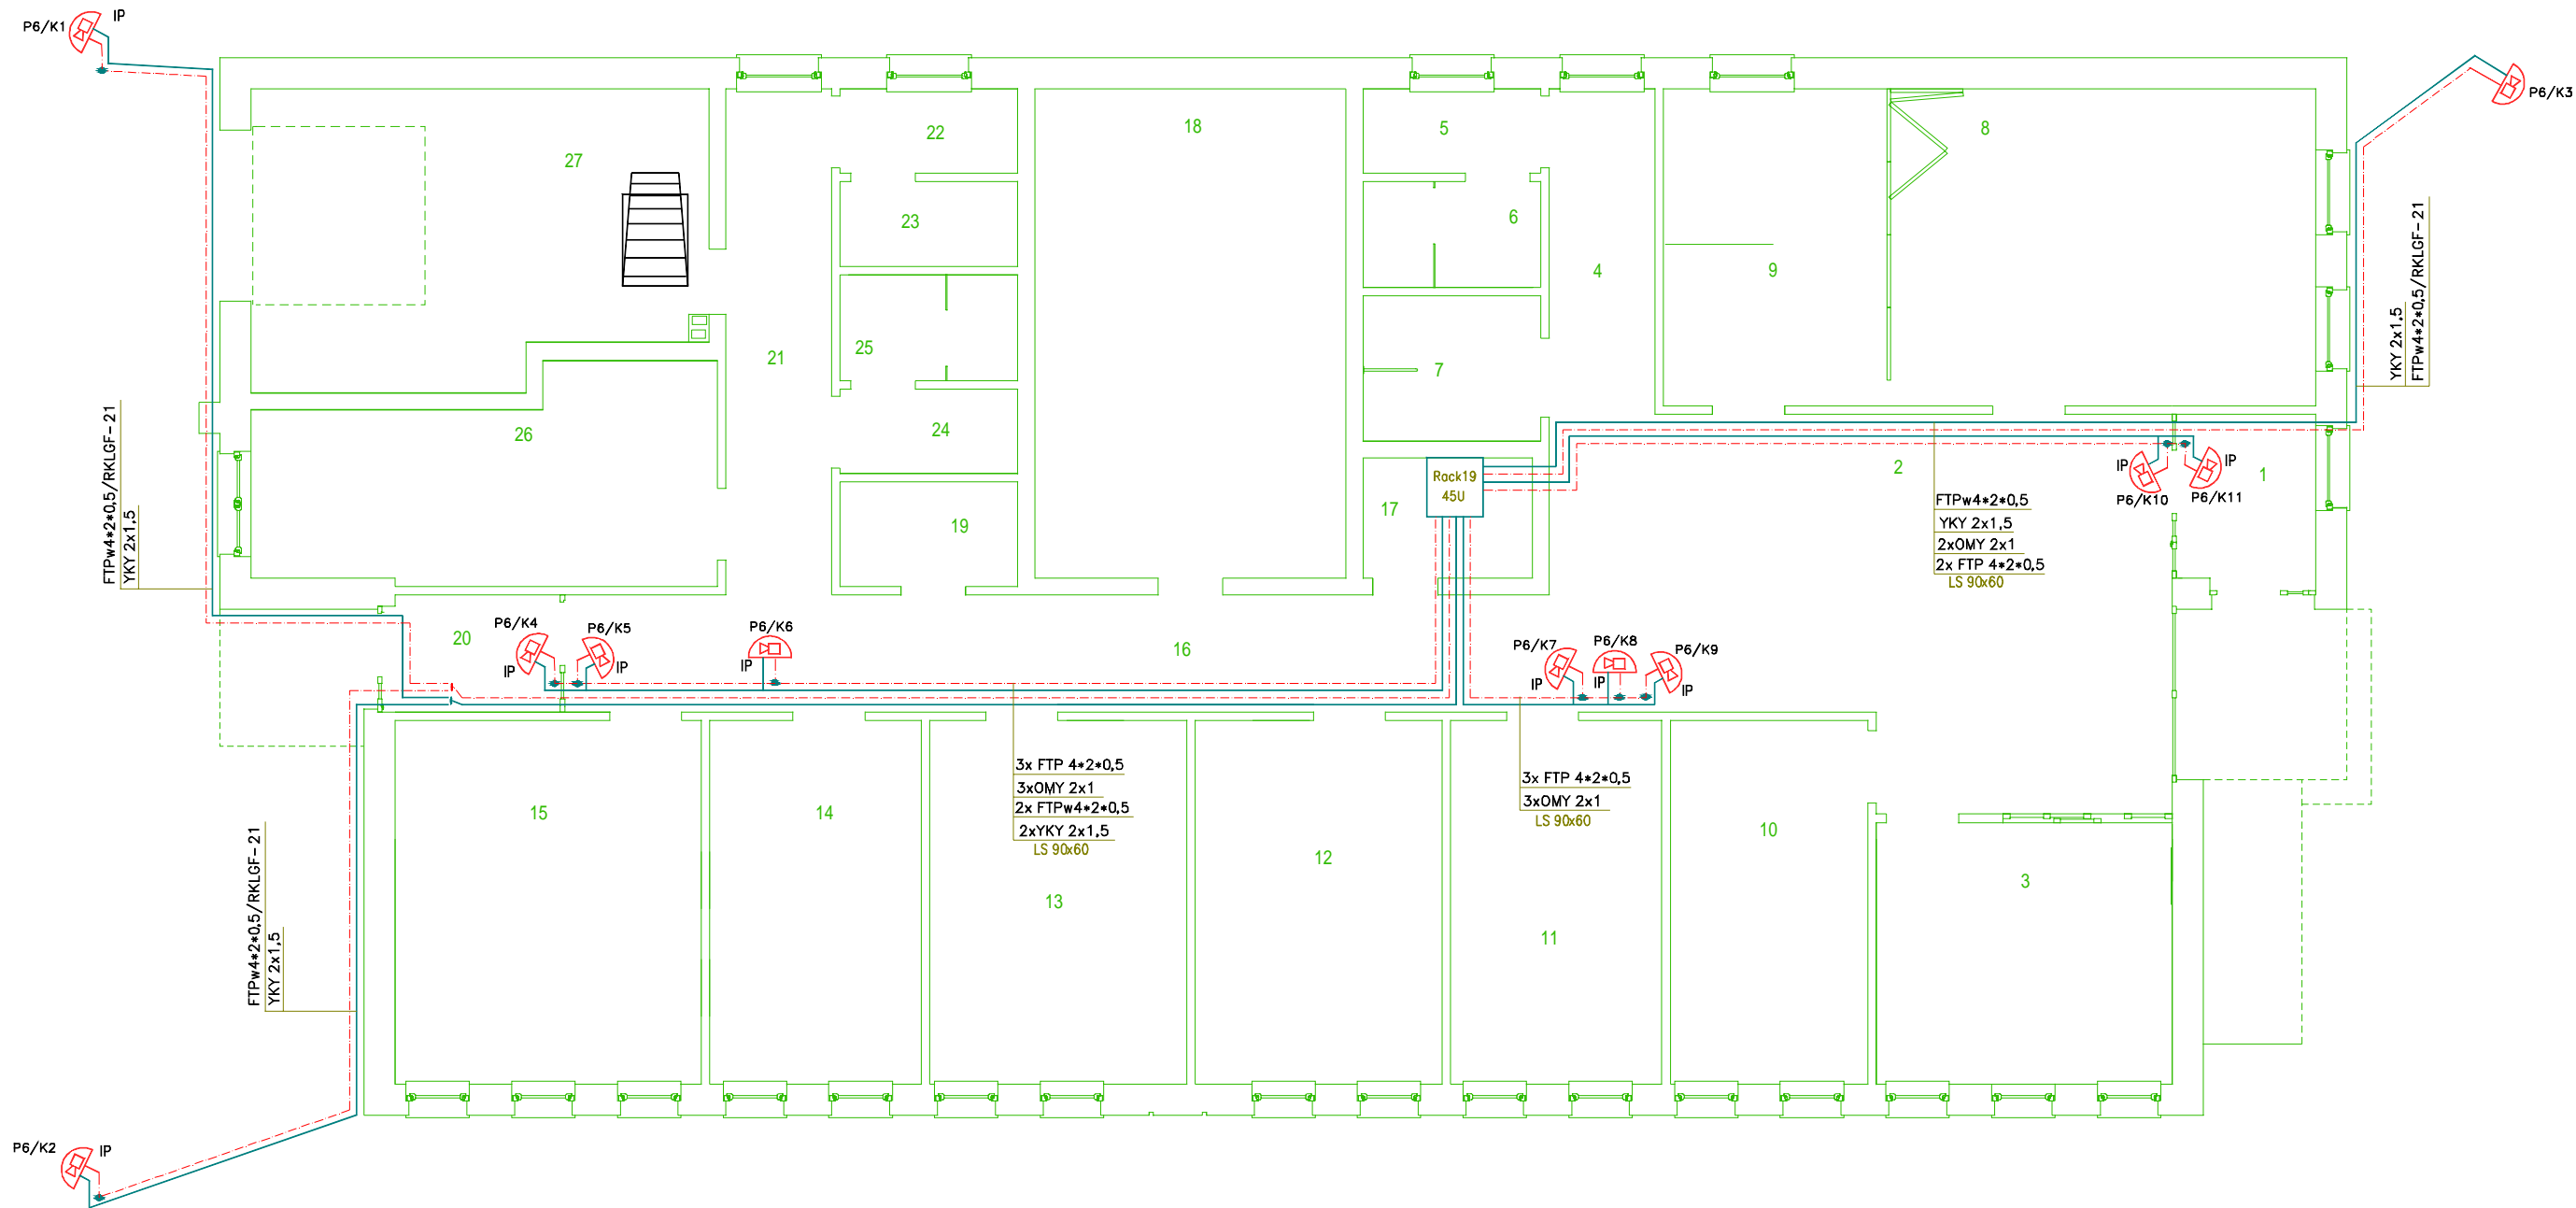 P6/K1
IP
P6/K3
22
18
5
8
27
23
6
4
9
YKY 2x1,5
FTPw4*2*0,5/RKLGF-21
21
25
7
FTPw4*2*0,5/RKLGF-21
YKY 2x1,5
26
24
2
1
Rack19
45U
17
19
IP
IP
P6/K10
P6/K11
FTPw4*2*0,5
YKY 2x1,5
2xOMY 2x1
2x FTP 4*2*0,5
LS 90x60
20
P6/K4
IP
P6/K5
IP
P6/K6
IP
16
P6/K7
IP
P6/K8
IP
P6/K9
IP
3x FTP 4*2*0,5
3xOMY 2x1
2x FTPw4*2*0,5
2xYKY 2x1,5
LS 90x60
3x FTP 4*2*0,5
3xOMY 2x1
LS 90x60
15
14
13
12
11
10
3
FTPw4*2*0,5/RKLGF-21
YKY 2x1,5
P6/K2
IP